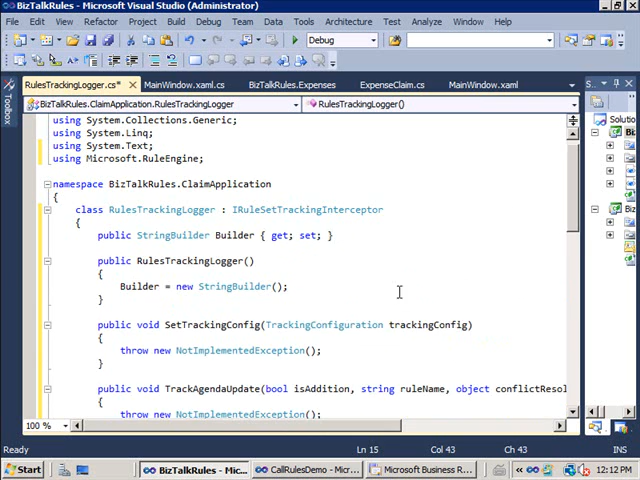 BizTalkRules - Microsoft Visual Studio (Administrator)
File Edit View Refactor Project Build Debug Team Data Tools
Architecture Test Analyze Window Help
Debug
RulesTrackingLogger.cs* MainWindow.xaml.cs BizTalkRules.Expenses ExpenseClaim.cs MainWindow.xaml
S..
Toolbox
BizTalkRules.ClaimApplication.RulesTrackingLogger RulesTrackingLogger()
Solutio
using System.Collections.Generic;
using System.Linq;
using System.Text;
using Microsoft.RuleEngine;
namespace BizTalkRules.ClaimApplication
{
class RulesTrackingLogger : IRuleSetTrackingInterceptor
{
public StringBuilder Builder { get; set; }
public RulesTrackingLogger()
{
Builder = new StringBuilder();
}
public void SetTrackingConfig(TrackingConfiguration trackingConfig)
{
throw new NotImplementedException();
}
public void TrackAgendaUpdate(bool isAddition, string ruleName, object conflictResol
{
throw new NotImplementedException();
100 %
Ready Ln 15 Col 43 Ch 43 INS
Start BizTalkRules - Mic... CallRulesDemo - Mic... Microsoft Business R... 12:12 PM